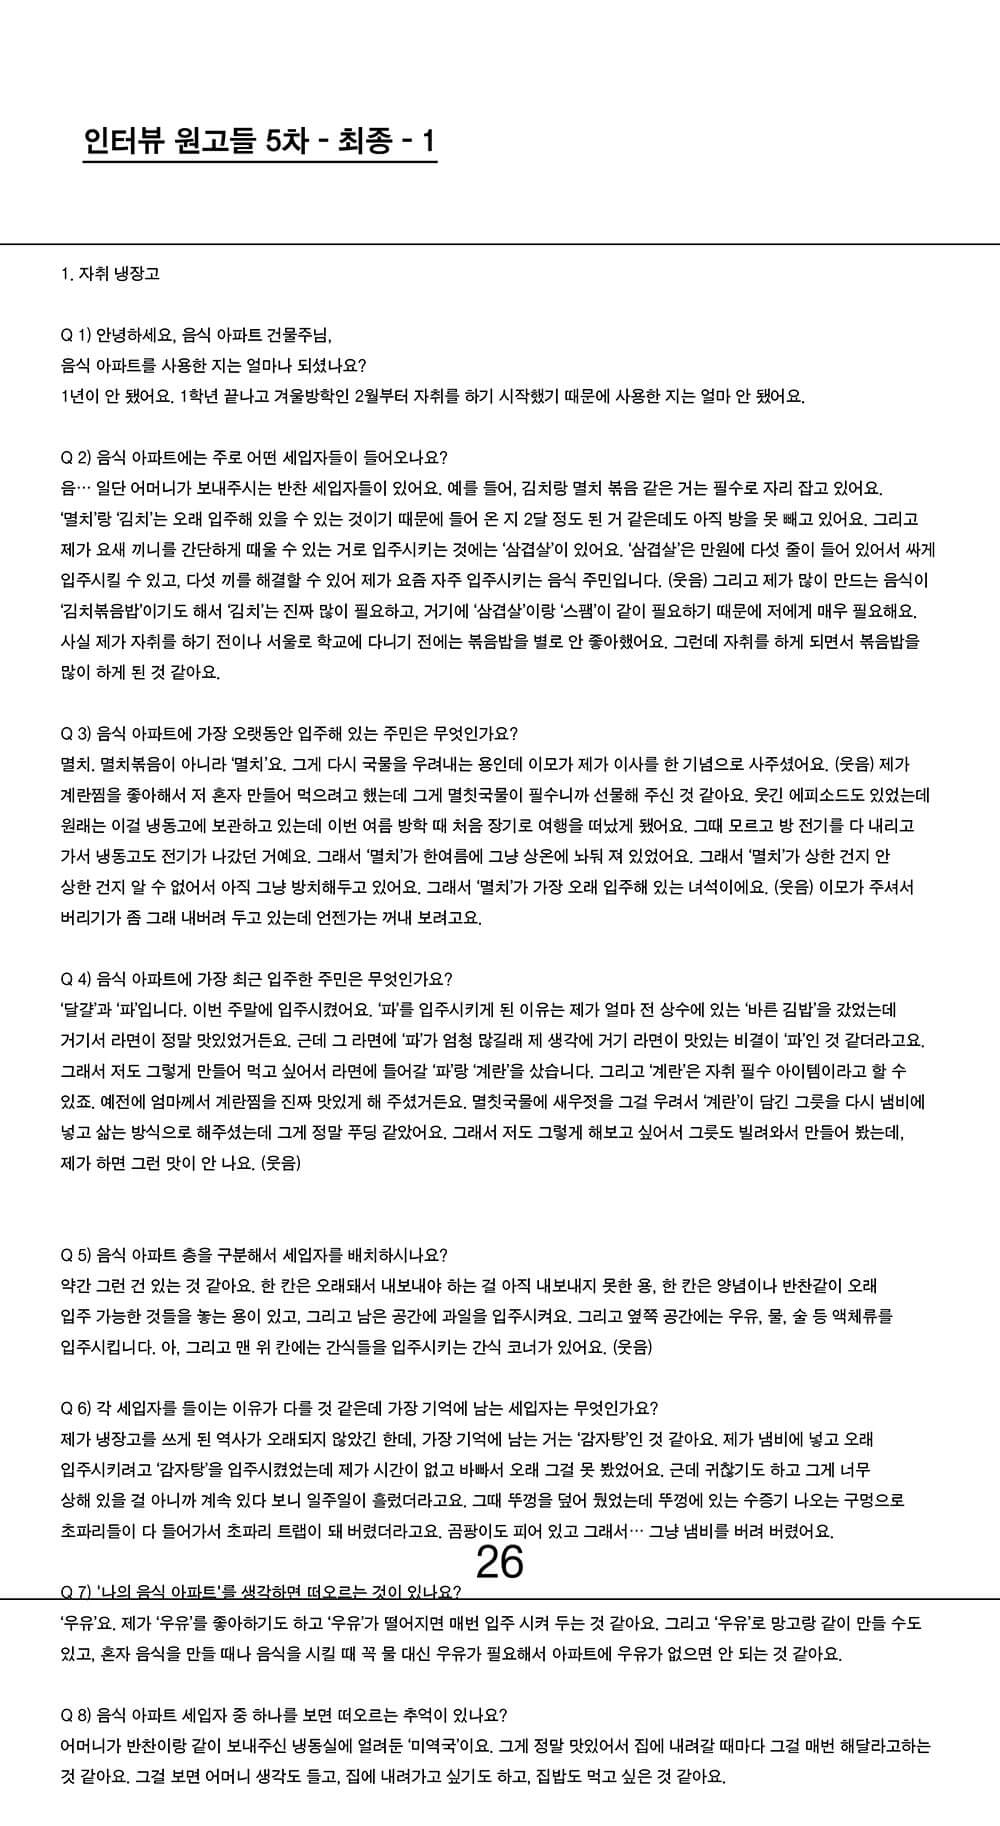 인터뷰 원고들 5차 - 최종 - 1
1. 자취 냉장고
Q 1) 안녕하세요, 음식 아파트 건물주님,
음식 아파트를 사용한 지는 얼마나 되셨나요?
1년이 안 됐어요. 1학년 끝나고 겨울방학인 2월부터 자취를 하기 시작했기 때문에 사용한 지는 얼마 안 됐어요.
Q 2) 음식 아파트에는 주로 어떤 세입자들이 들어오나요?
음… 일단 어머니가 보내주시는 반찬 세입자들이 있어요. 예를 들어, 김치랑 멸치 볶음 같은 거는 필수로 자리 잡고 있어요.
‘멸치’랑 ‘김치’는 오래 입주해 있을 수 있는 것이기 때문에 들어 온 지 2달 정도 된 거 같은데도 아직 방을 못 빼고 있어요. 그리고
제가 요새 끼니를 간단하게 때울 수 있는 거로 입주시키는 것에는 ‘삼겹살’이 있어요. ‘삼겹살’은 만원에 다섯 줄이 들어 있어서 싸게
입주시킬 수 있고, 다섯 끼를 해결할 수 있어 제가 요즘 자주 입주시키는 음식 주민입니다. (웃음) 그리고 제가 많이 만드는 음식이
‘김치볶음밥’이기도 해서 ‘김치’는 진짜 많이 필요하고, 거기에 ‘삼겹살’이랑 ‘스팸’이 같이 필요하기 때문에 저에게 매우 필요해요.
사실 제가 자취를 하기 전이나 서울로 학교에 다니기 전에는 볶음밥을 별로 안 좋아했어요. 그런데 자취를 하게 되면서 볶음밥을
많이 하게 된 것 같아요.
Q 3) 음식 아파트에 가장 오랫동안 입주해 있는 주민은 무엇인가요?
멸치. 멸치볶음이 아니라 ‘멸치’요. 그게 다시 국물을 우려내는 용인데 이모가 제가 이사를 한 기념으로 사주셨어요. (웃음) 제가
계란찜을 좋아해서 저 혼자 만들어 먹으려고 했는데 그게 멸칫국물이 필수니까 선물해 주신 것 같아요. 웃긴 에피소드도 있었는데
원래는 이걸 냉동고에 보관하고 있는데 이번 여름 방학 때 처음 장기로 여행을 떠났게 됐어요. 그때 모르고 방 전기를 다 내리고
가서 냉동고도 전기가 나갔던 거예요. 그래서 ‘멸치’가 한여름에 그냥 상온에 놔둬 져 있었어요. 그래서 ‘멸치’가 상한 건지 안
상한 건지 알 수 없어서 아직 그냥 방치해두고 있어요. 그래서 ‘멸치’가 가장 오래 입주해 있는 녀석이에요. (웃음) 이모가 주셔서
버리기가 좀 그래 내버려 두고 있는데 언젠가는 꺼내 보려고요.
Q 4) 음식 아파트에 가장 최근 입주한 주민은 무엇인가요?
‘달걀’과 ‘파’입니다. 이번 주말에 입주시켰어요. ‘파’를 입주시키게 된 이유는 제가 얼마 전 상수에 있는 ‘바른 김밥’을 갔었는데
거기서 라면이 정말 맛있었거든요. 근데 그 라면에 ‘파’가 엄청 많길래 제 생각에 거기 라면이 맛있는 비결이 ‘파’인 것 같더라고요.
그래서 저도 그렇게 만들어 먹고 싶어서 라면에 들어갈 ‘파’랑 ‘계란’을 샀습니다. 그리고 ‘계란’은 자취 필수 아이템이라고 할 수
있죠. 예전에 엄마께서 계란찜을 진짜 맛있게 해 주셨거든요. 멸칫국물에 새우젓을 그걸 우려서 ‘계란’이 담긴 그릇을 다시 냄비에
넣고 삶는 방식으로 해주셨는데 그게 정말 푸딩 같았어요. 그래서 저도 그렇게 해보고 싶어서 그릇도 빌려와서 만들어 봤는데,
제가 하면 그런 맛이 안 나요. (웃음)
Q 5) 음식 아파트 층을 구분해서 세입자를 배치하시나요?
약간 그런 건 있는 것 같아요. 한 칸은 오래돼서 내보내야 하는 걸 아직 내보내지 못한 용, 한 칸은 양념이나 반찬같이 오래
입주 가능한 것들을 놓는 용이 있고, 그리고 남은 공간에 과일을 입주시켜요. 그리고 옆쪽 공간에는 우유, 물, 술 등 액체류를
입주시킵니다. 아, 그리고 맨 위 칸에는 간식들을 입주시키는 간식 코너가 있어요. (웃음)
Q 6) 각 세입자를 들이는 이유가 다를 것 같은데 가장 기억에 남는 세입자는 무엇인가요?
제가 냉장고를 쓰게 된 역사가 오래되지 않았긴 한데, 가장 기억에 남는 거는 ‘감자탕’인 것 같아요. 제가 냄비에 넣고 오래
입주시키려고 ‘감자탕’을 입주시켰었는데 제가 시간이 없고 바빠서 오래 그걸 못 봤었어요. 근데 귀찮기도 하고 그게 너무
상해 있을 걸 아니까 계속 있다 보니 일주일이 흘렀더라고요. 그때 뚜껑을 덮어 뒀었는데 뚜껑에 있는 수증기 나오는 구멍으로
초파리들이 다 들어가서 초파리 트랩이 돼 버렸더라고요. 곰팡이도 피어 있고 그래서… 그냥 냄비를 버려 버렸어요.
26
Q 7) '나의 음식 아파트'를 생각하면 떠오르는 것이 있나요?
‘우유’요. 제가 ‘우유’를 좋아하기도 하고 ‘우유’가 떨어지면 매번 입주 시켜 두는 것 같아요. 그리고 ‘우유’로 망고랑 같이 만들 수도
있고, 혼자 음식을 만들 때나 음식을 시킬 때 꼭 물 대신 우유가 필요해서 아파트에 우유가 없으면 안 되는 것 같아요.
Q 8) 음식 아파트 세입자 중 하나를 보면 떠오르는 추억이 있나요?
어머니가 반찬이랑 같이 보내주신 냉동실에 얼려둔 ‘미역국’이요. 그게 정말 맛있어서 집에 내려갈 때마다 그걸 매번 해달라고하는
것 같아요. 그걸 보면 어머니 생각도 들고, 집에 내려가고 싶기도 하고, 집밥도 먹고 싶은 것 같아요.